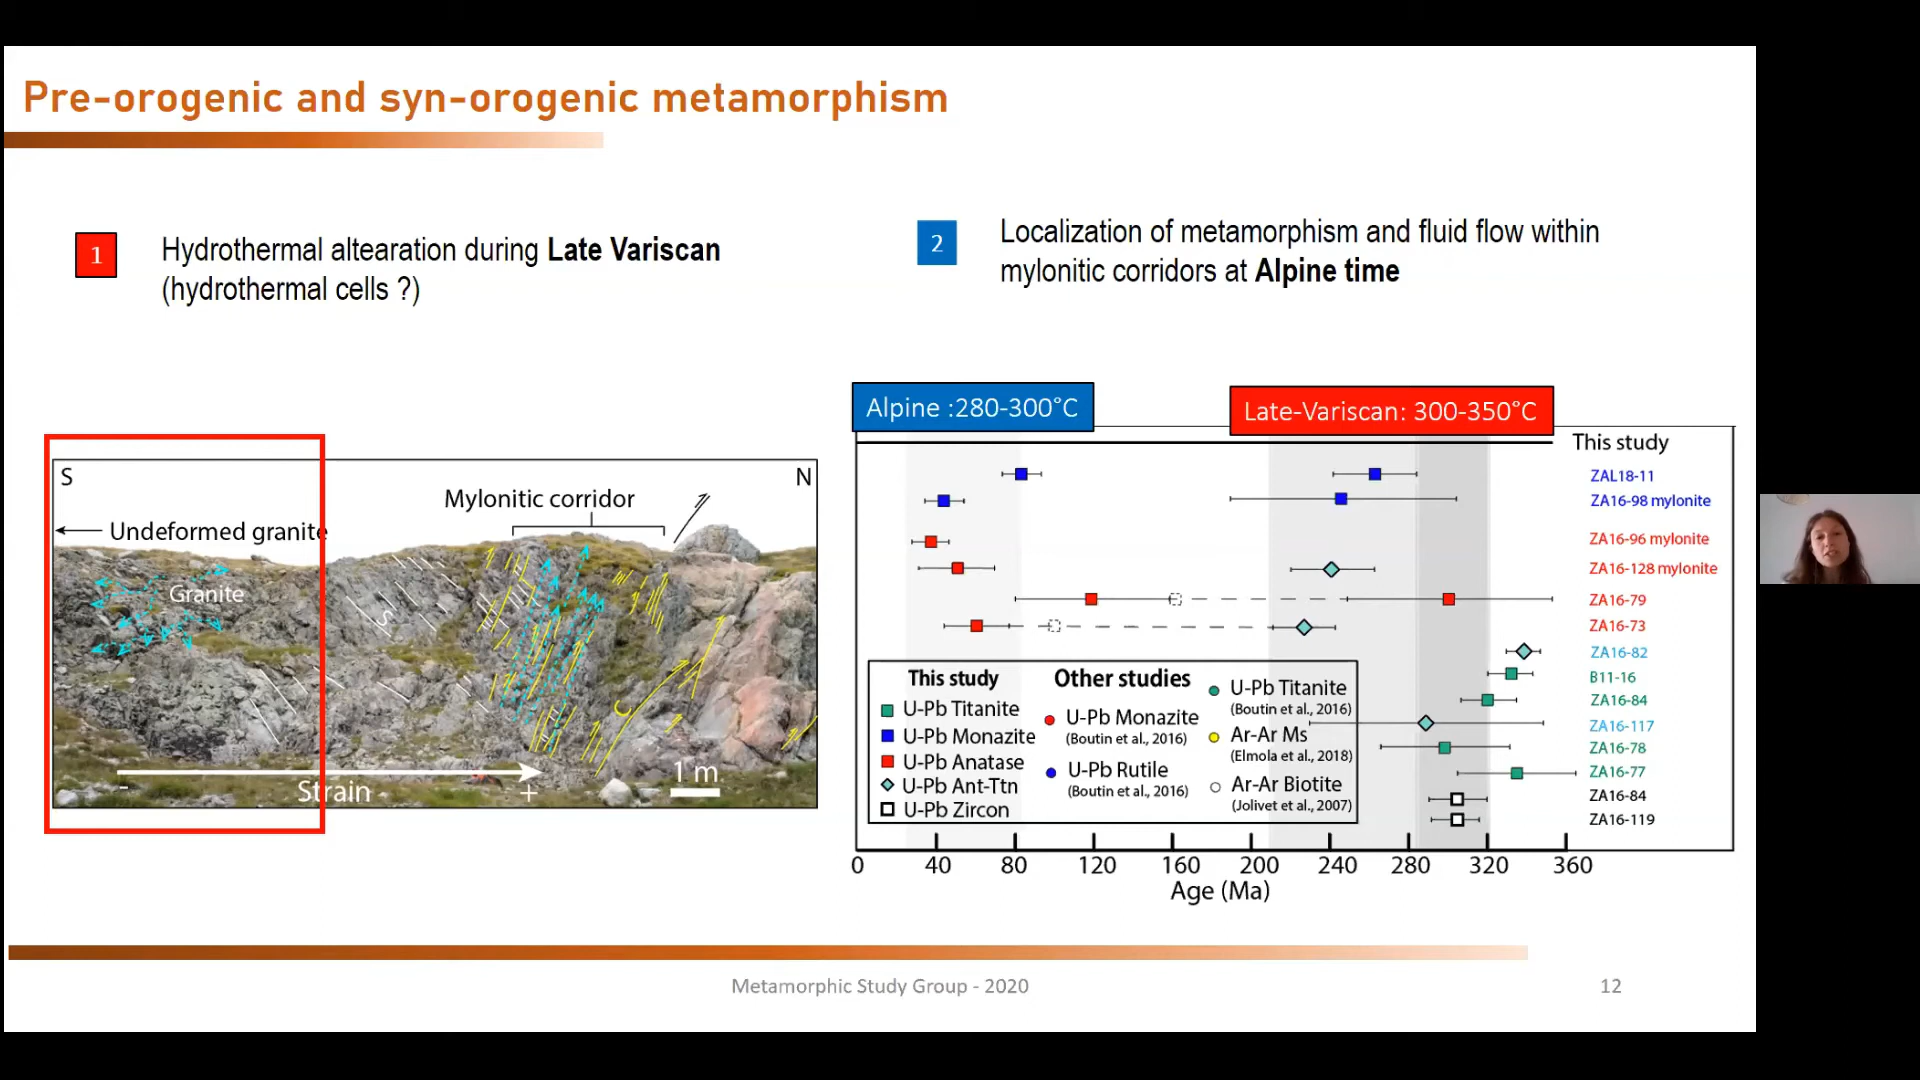 Pre-orogenic and syn-orogenic metamorphism
1
Hydrothermal altearation during Late Variscan
(hydrothermal cells ?)
2
Localization of metamorphism and fluid flow within
mylonitic corridors at Alpine time
S
N
Mylonitic corridor
Undeformed granite
Granite
S
C
-
Strain
+
1 m
Alpine :280-300°C
Late-Variscan: 300-350°C
This study
ZAL18-11
ZA16-98 mylonite
ZA16-96 mylonite
ZA16-128 mylonite
ZA16-79
ZA16-73
ZA16-82
B11-16
ZA16-84
ZA16-117
ZA16-78
ZA16-77
ZA16-84
ZA16-119
This study
U-Pb Titanite
U-Pb Monazite
U-Pb Anatase
U-Pb Ant-Ttn
U-Pb Zircon
Other studies
U-Pb Monazite
(Boutin et al., 2016)
U-Pb Rutile
(Boutin et al., 2016)
U-Pb Titanite
(Boutin et al., 2016)
Ar-Ar Ms
(Elmola et al., 2018)
Ar-Ar Biotite
(Jolivet et al., 2007)
0 40 80 120 160 200 240 280 320 360
Age (Ma)
Metamorphic Study Group - 2020
12